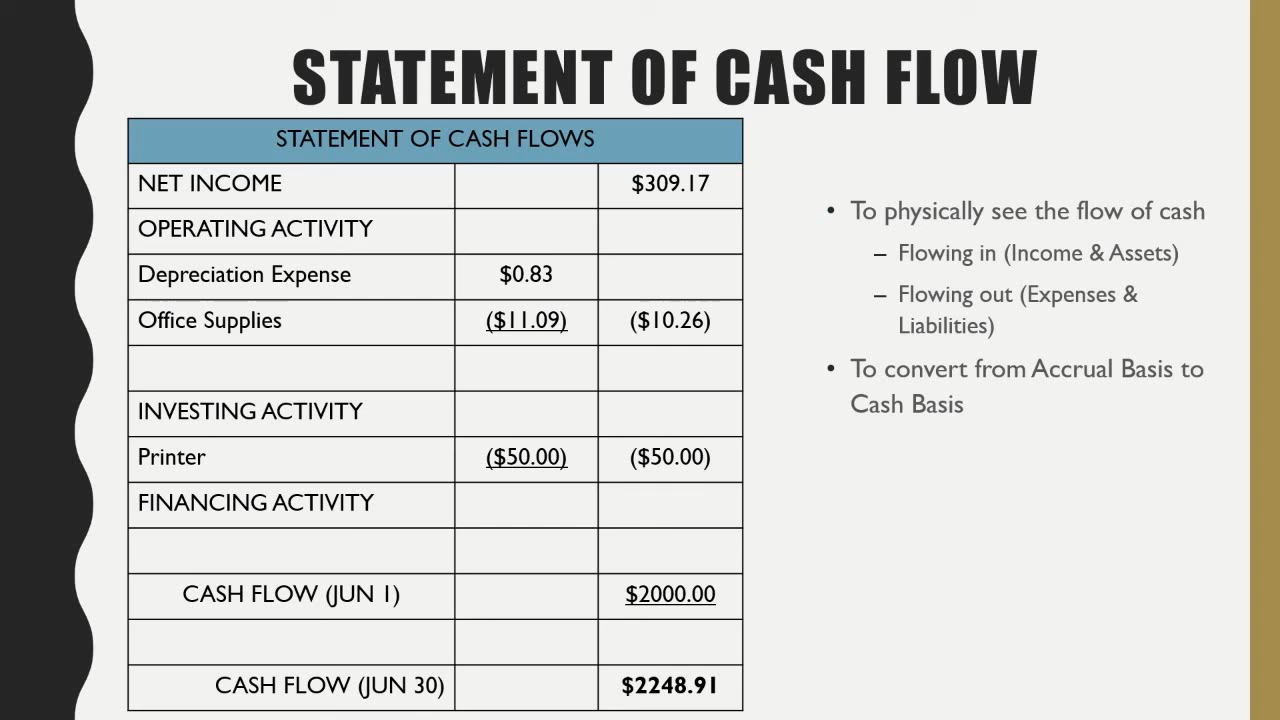 STATEMENT OF CASH FLOW
STATEMENT OF CASH FLOWS
NET INCOME $309.17
OPERATING ACTIVITY
Depreciation Expense $0.83
Office Supplies ($11.09) ($10.26)
INVESTING ACTIVITY
Printer ($50.00) ($50.00)
FINANCING ACTIVITY
CASH FLOW (JUN 1) $2000.00
CASH FLOW (JUN 30) $2248.91
• To physically see the flow of cash
– Flowing in (Income & Assets)
– Flowing out (Expenses &
Liabilities)
• To convert from Accrual Basis to
Cash Basis